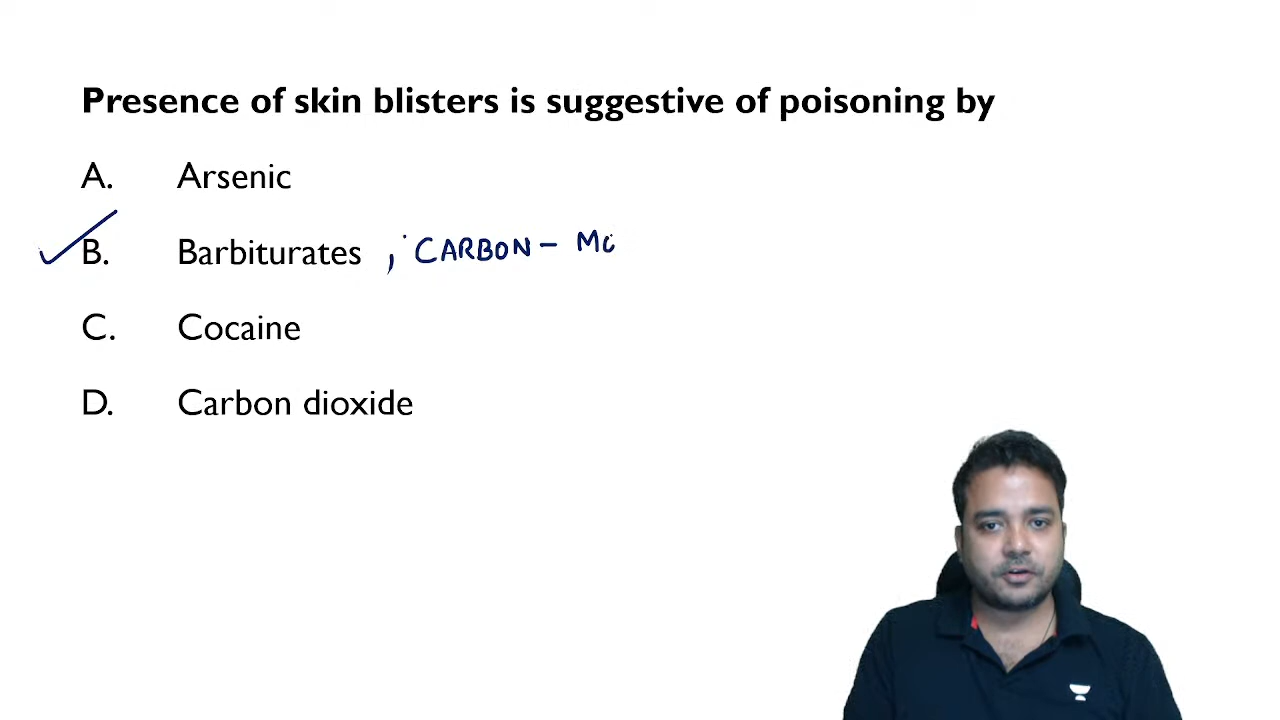 Presence of skin blisters is suggestive of poisoning by
A. Arsenic
B. Barbiturates , CARBON - MO
C. Cocaine
D. Carbon dioxide